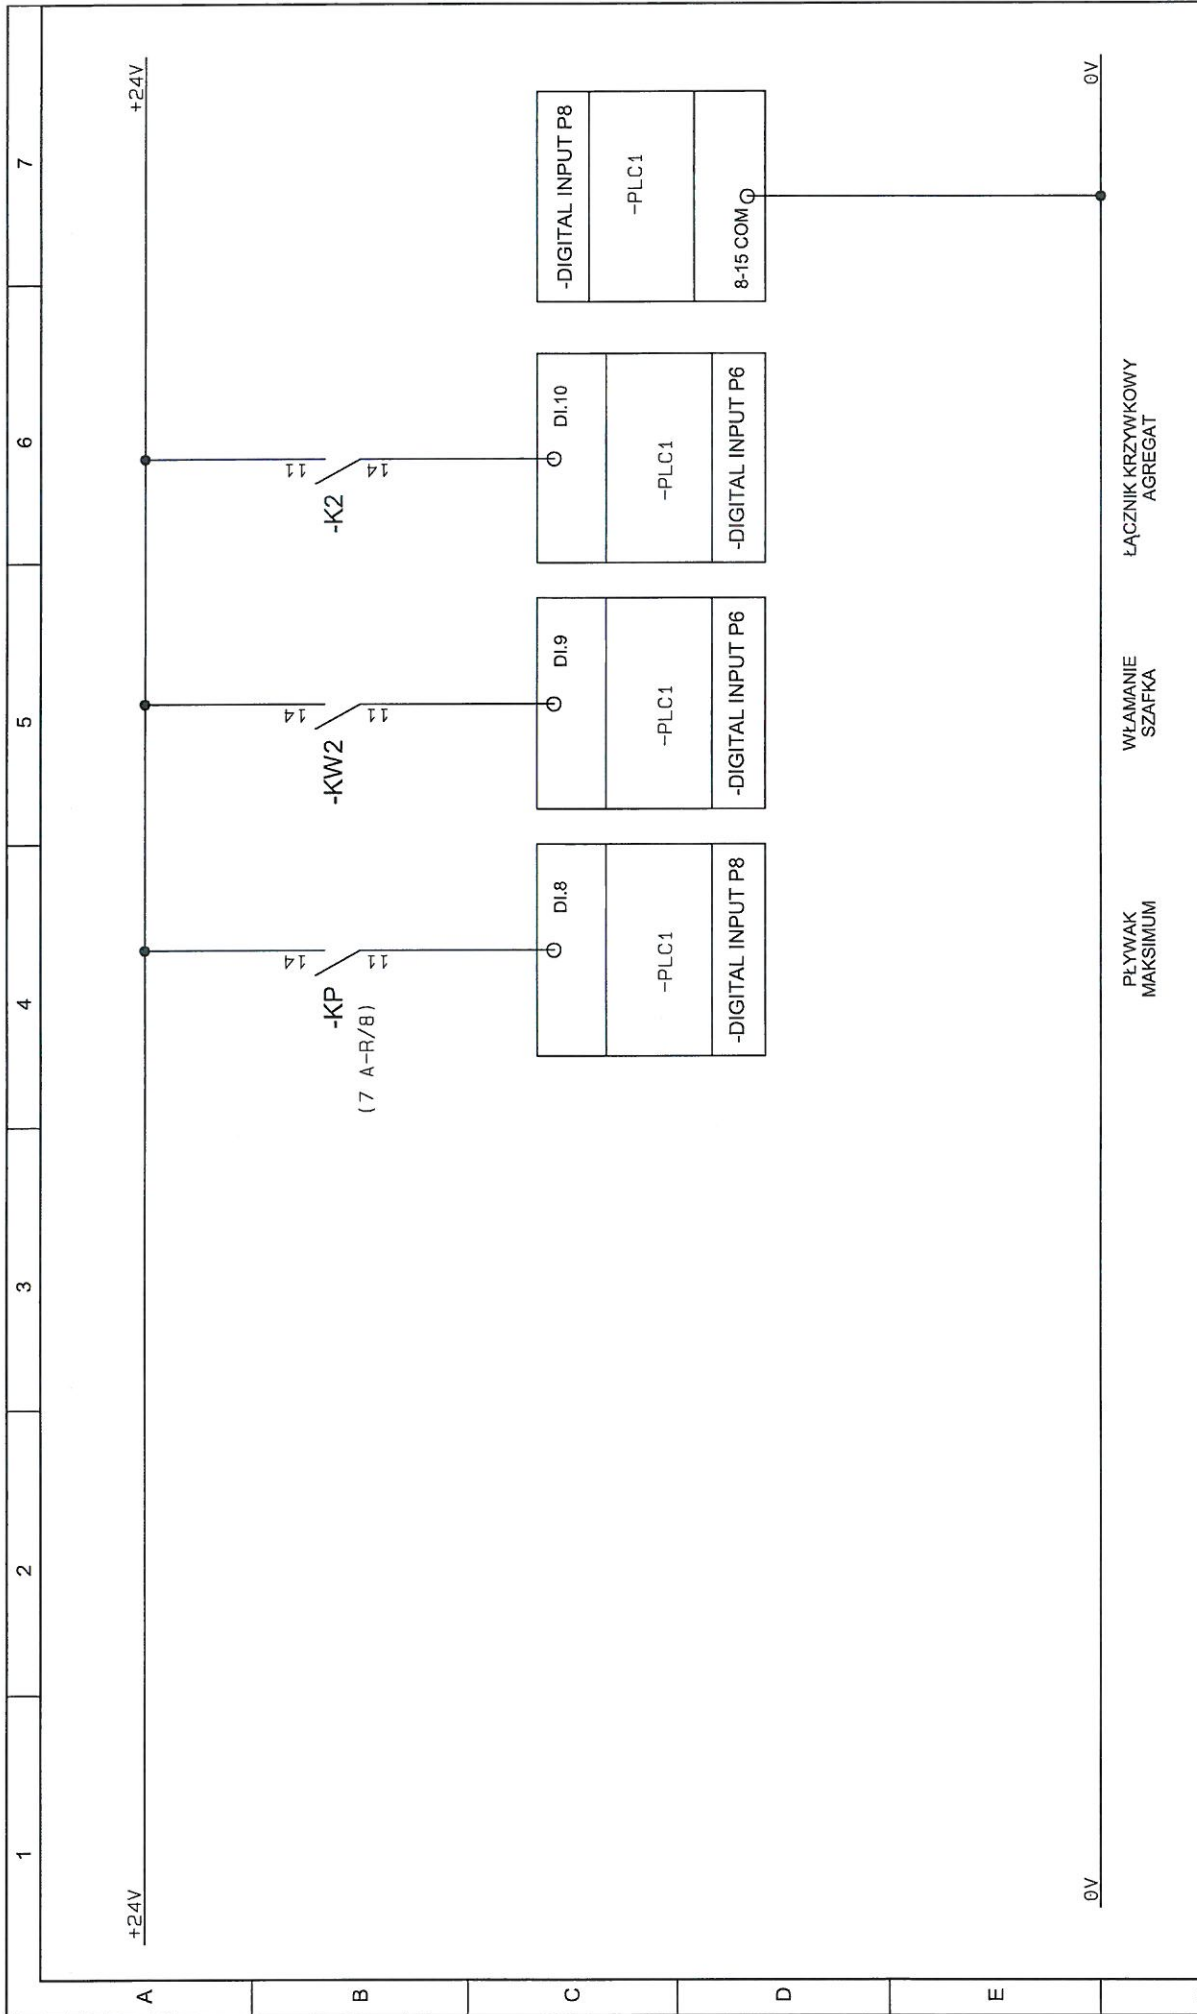 1
2
3
4
5
6
7
A
B
C
D
E
+24V
+24V
14
-KP
11
(7 A-R/8)
14
-KW2
11
11
-K2
14
DI.8
-PLC1
-DIGITAL INPUT P8
DI.9
-PLC1
-DIGITAL INPUT P6
DI.10
-PLC1
-DIGITAL INPUT P6
-DIGITAL INPUT P8
-PLC1
8-15 COM
0V
0V
PŁYWAK
MAKSIMUM
WŁAMANIE
SZAFKA
ŁĄCZNIK KRZYWKOWY
AGREGAT